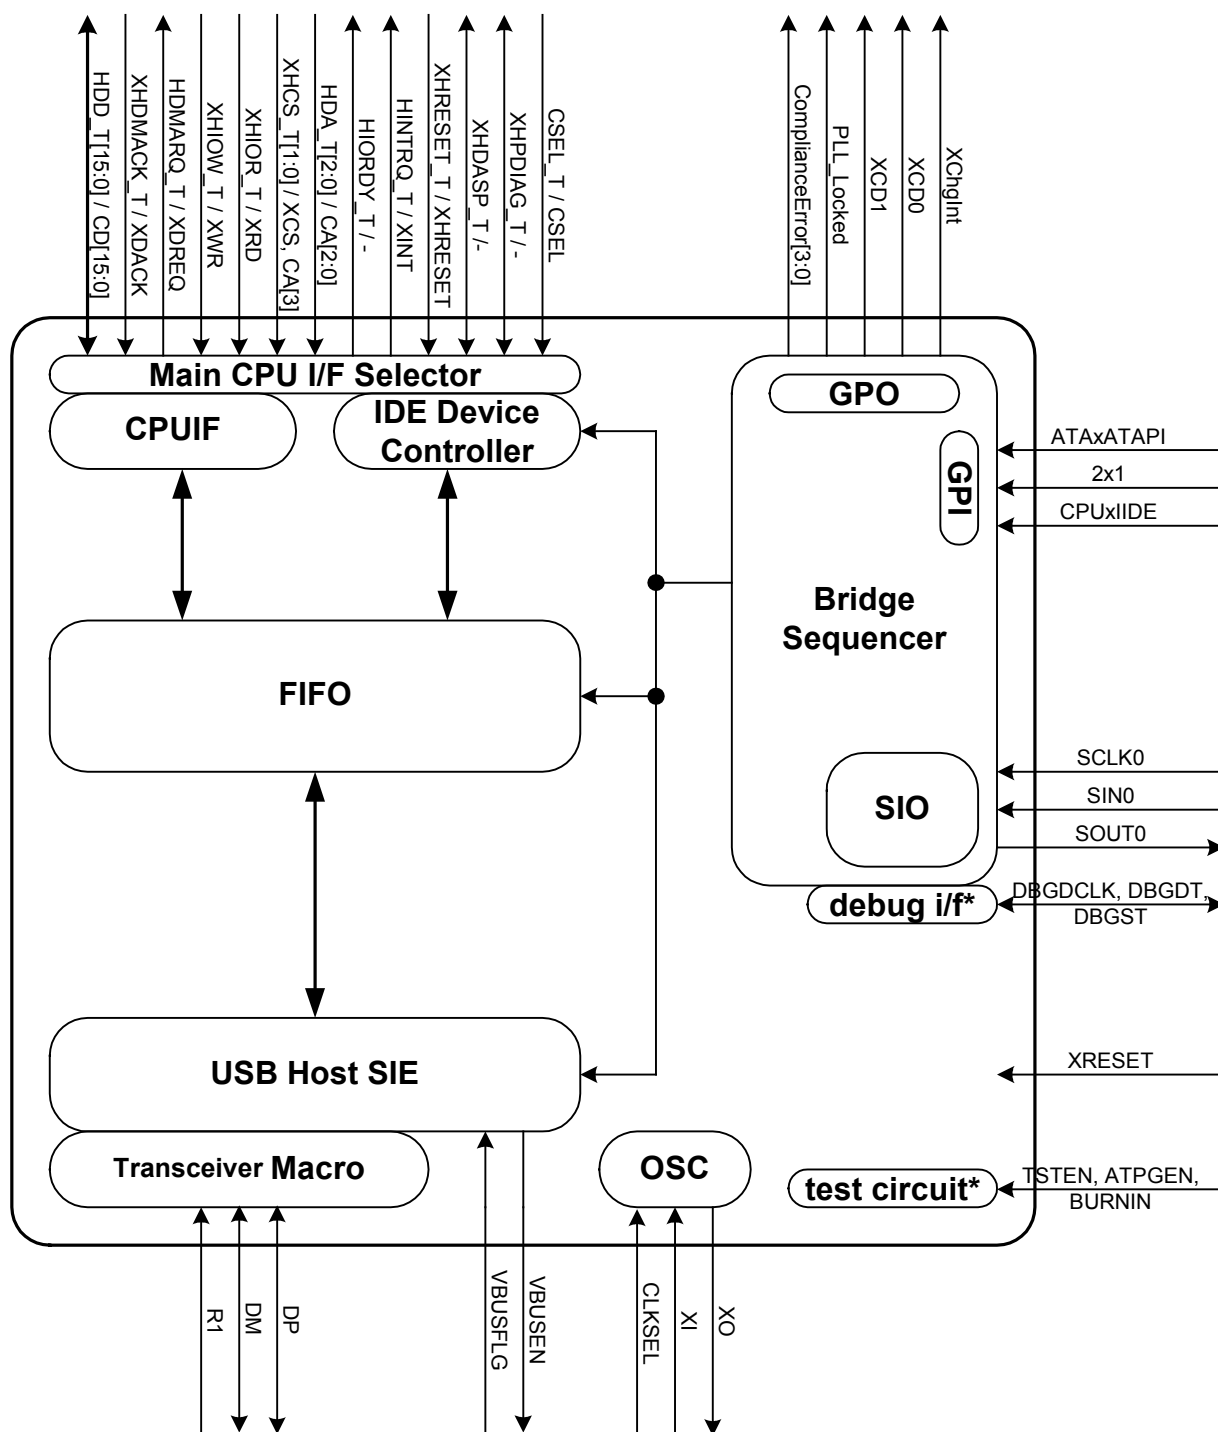 HDD_T[15:0] / CD[15:0]
XHDMACK_T / XDACK
HDMARQ_T / XDREQ
XHIOW_T / XWR
XHIOR_T / XRD
XHCS_T[1:0] / XCS, CA[3]
HDA_T[2:0] / CA[2:0]
HIORDY_T / -
HINTRQ_T / XINT
XHRESET_T / XHRESET
XHDASP_T /-
XHPDIAG_T / -
CSEL_T / CSEL
ComplianceError[3:0]
PLL_Locked
XCD1
XCD0
XChgInt
Main CPU I/F Selector
CPUIF
IDE Device
Controller
GPO
GPI
ATAxATAPI
2x1
CPUxIIDE
Bridge
Sequencer
FIFO
SIO
SCLK0
SIN0
SOUT0
debug i/f*
DBGDCLK, DBGDT,
DBGST
USB Host SIE
XRESET
Transceiver Macro
OSC
test circuit*
TSTEN, ATPGEN,
BURNIN
R1
DM
DP
VBUSFLG
VBUSEN
CLKSEL
XI
XO